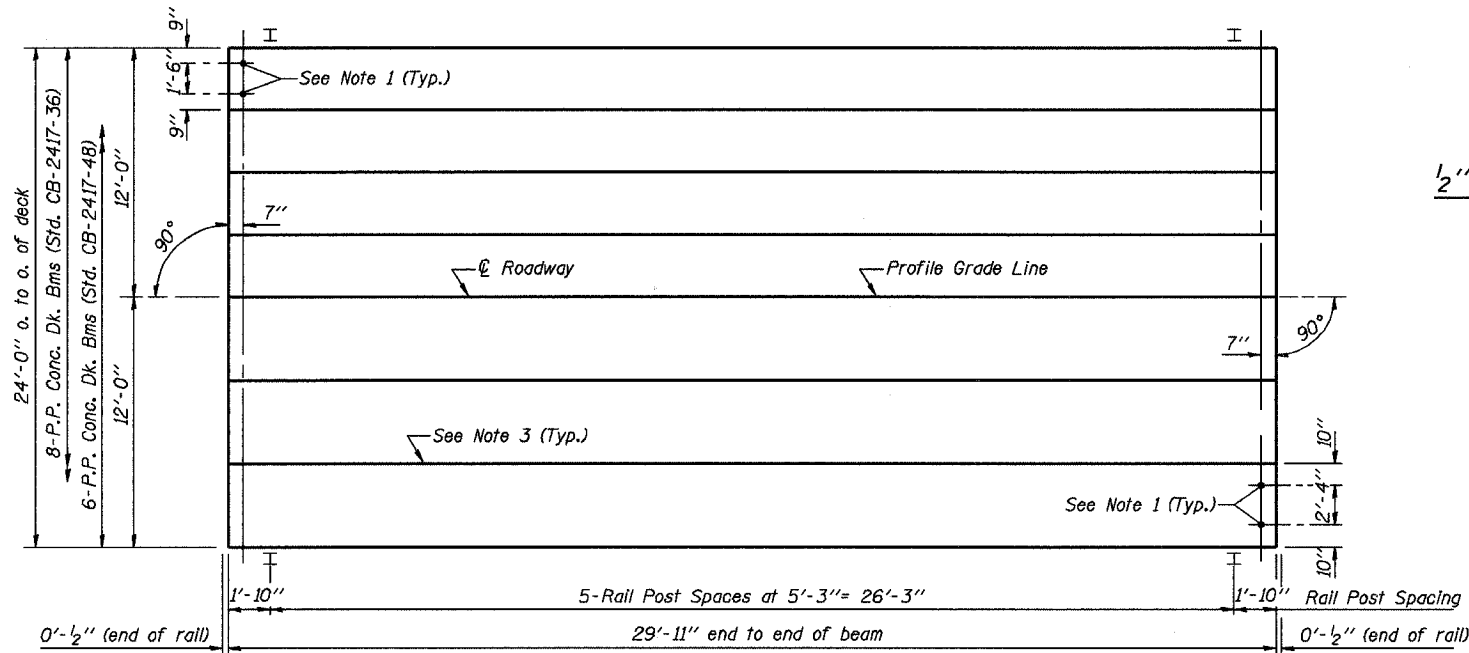 9"
1'-6"
9"
See Note 1 (Typ.)
24'-0" o. to o. of deck
8-P.P. Conc. Dk. Bms (Std. CB-2417-36)
6-P.P. Conc. Dk. Bms (Std. CB-2417-48)
12'-0"
12'-0"
90°
7"
℄ Roadway
Profile Grade Line
½"
7"
90°
See Note 3 (Typ.)
See Note 1 (Typ.)
10"
2'-4"
10"
1'-10"
5-Rail Post Spaces at 5'-3"= 26'-3"
1'-10"
Rail Post Spacing
0'-½" (end of rail)
29'-11" end to end of beam
0'-½" (end of rail)